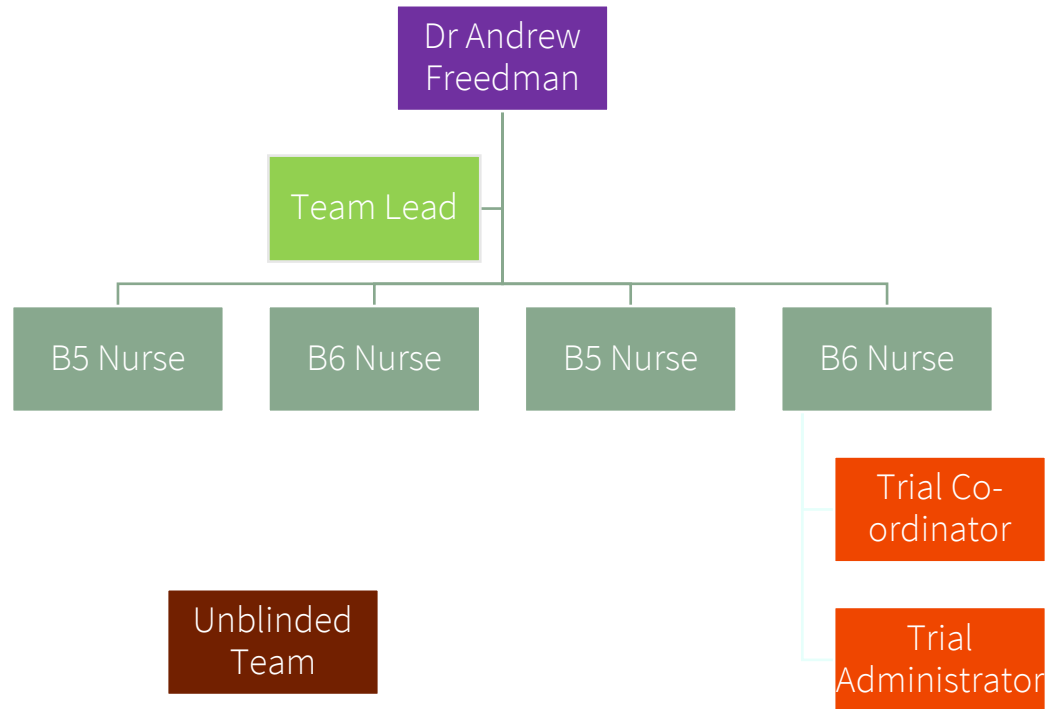 Dr Andrew
Freedman
Team Lead
B5 Nurse
B6 Nurse
B5 Nurse
B6 Nurse
Trial Co-
ordinator
Unblinded
Team
Trial
Administrator